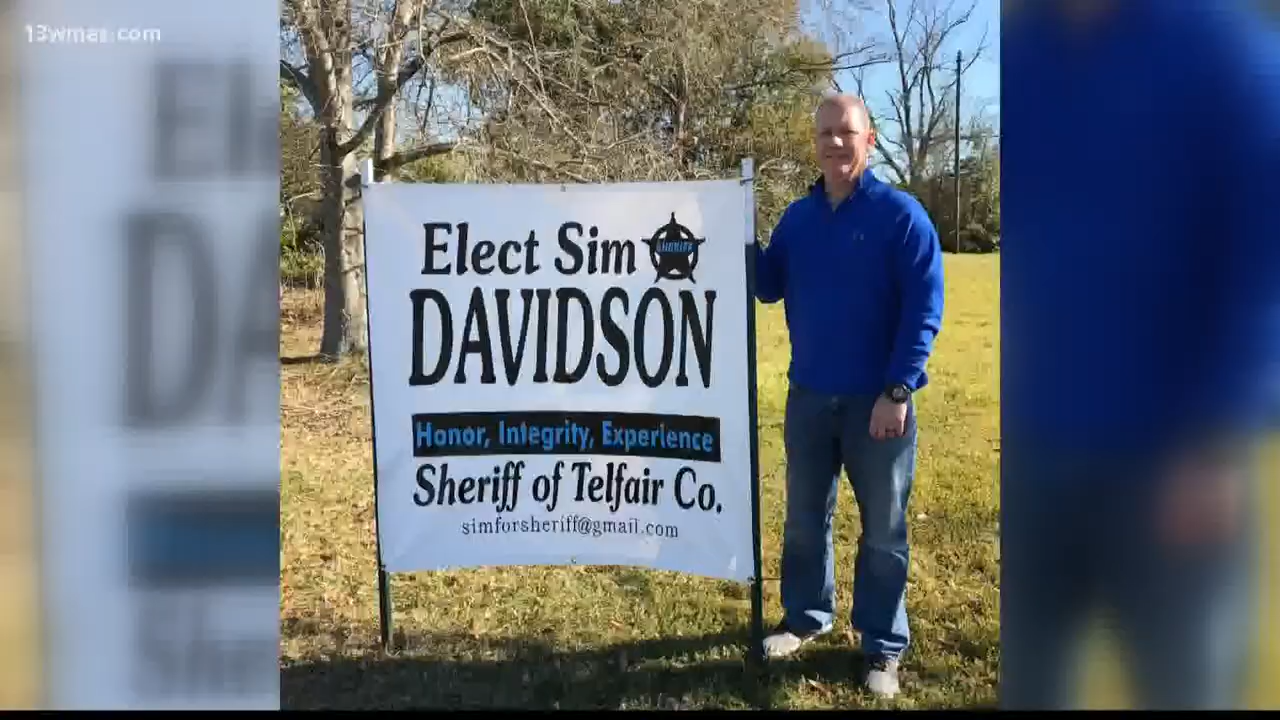 13wmaz.com
Elect Sim
SHERIFF
DAVIDSON
Honor, Integrity, Experience
Sheriff of Telfair Co.
simforsheriff@gmail.com